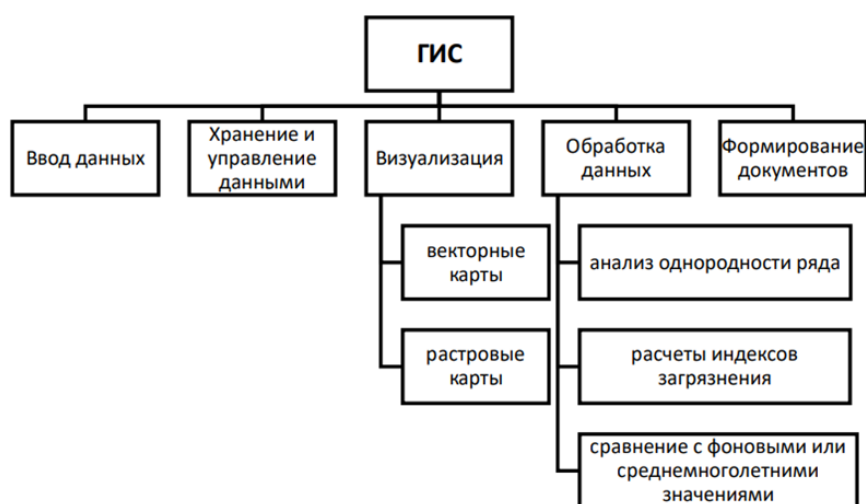 ГИС
Ввод данных
Хранение и
управление
данными
Визуализация
Обработка
данных
Формирование
документов
векторные
карты
растровые
карты
анализ однородности ряда
расчеты индексов
загрязнения
сравнение с фоновыми или
среднемноголетними
значениями